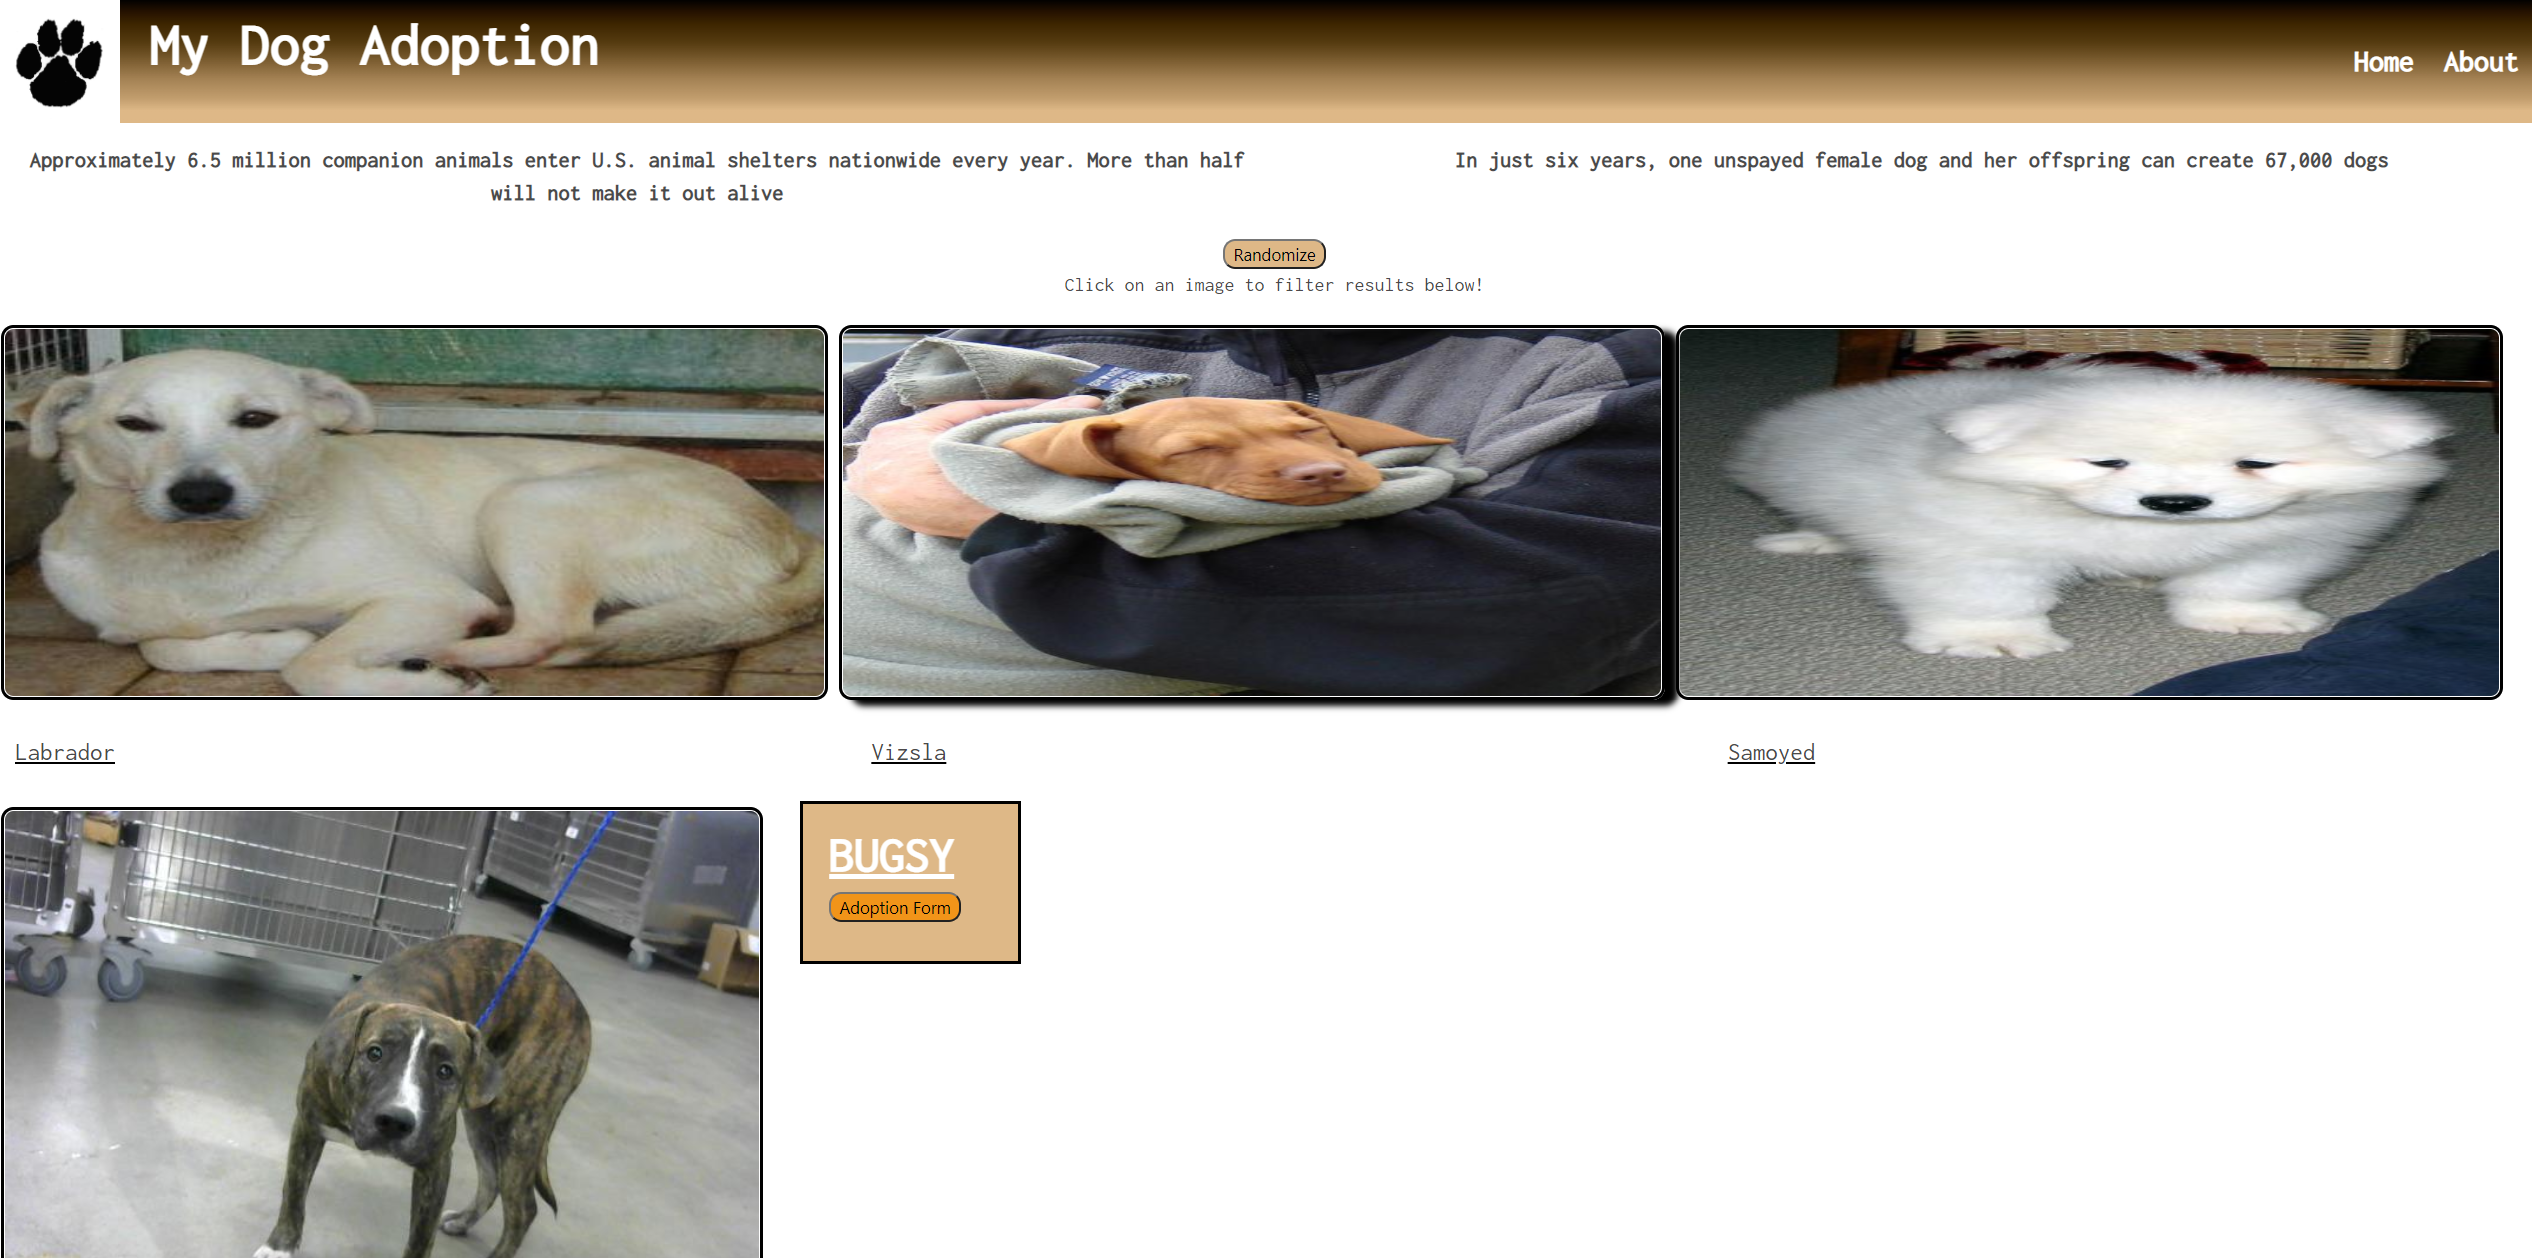 My Dog Adoption
Home About
Approximately 6.5 million companion animals enter U.S. animal shelters nationwide every year. More than half
will not make it out alive
In just six years, one unspayed female dog and her offspring can create 67,000 dogs
Randomize
Click on an image to filter results below!
Labrador
Vizsla
Samoyed
BUGSY
Adoption Form